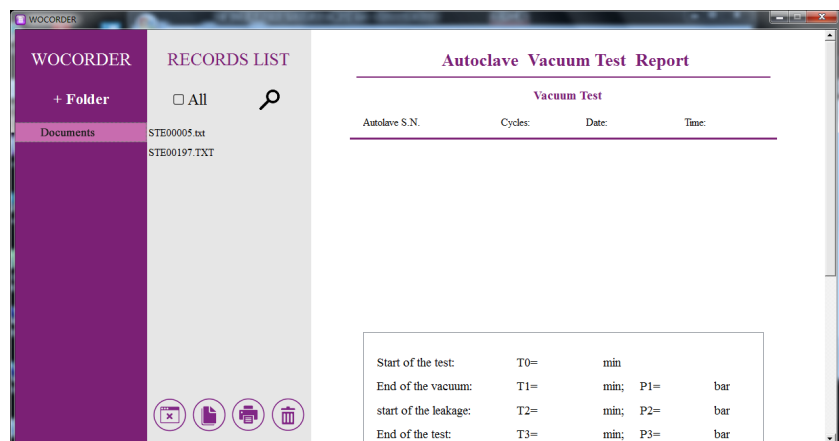 WOCORDER
WOCORDER
+ Folder
Documents
RECORDS LIST
All
STE00005.txt
STE00197.TXT
Autoclave Vacuum Test Report
Vacuum Test
Autolave S.N. Cycles: Date: Time:
Start of the test: T0= min
End of the vacuum: T1= min; P1= bar
start of the leakage: T2= min; P2= bar
End of the test: T3= min; P3= bar